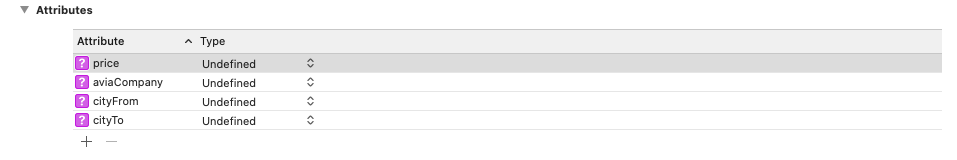 Attributes
Attribute Type
? price Undefined
? aviaCompany Undefined
? cityFrom Undefined
? cityTo Undefined
+ −